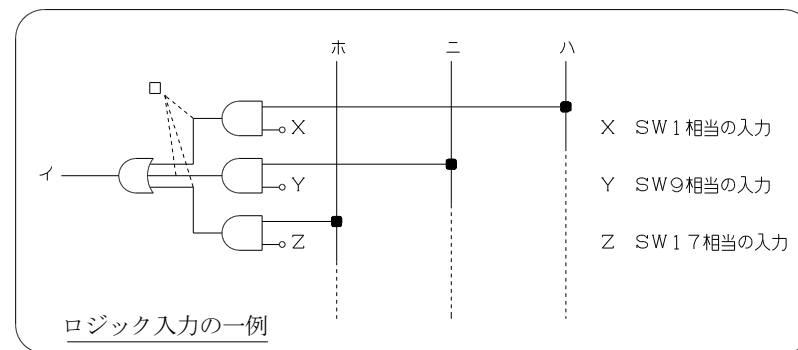 ホ ニ ハ
ロ
X X SW1相当の入力
イ
Y Y SW9相当の入力
Z Z SW17相当の入力
ロジック入力の一例